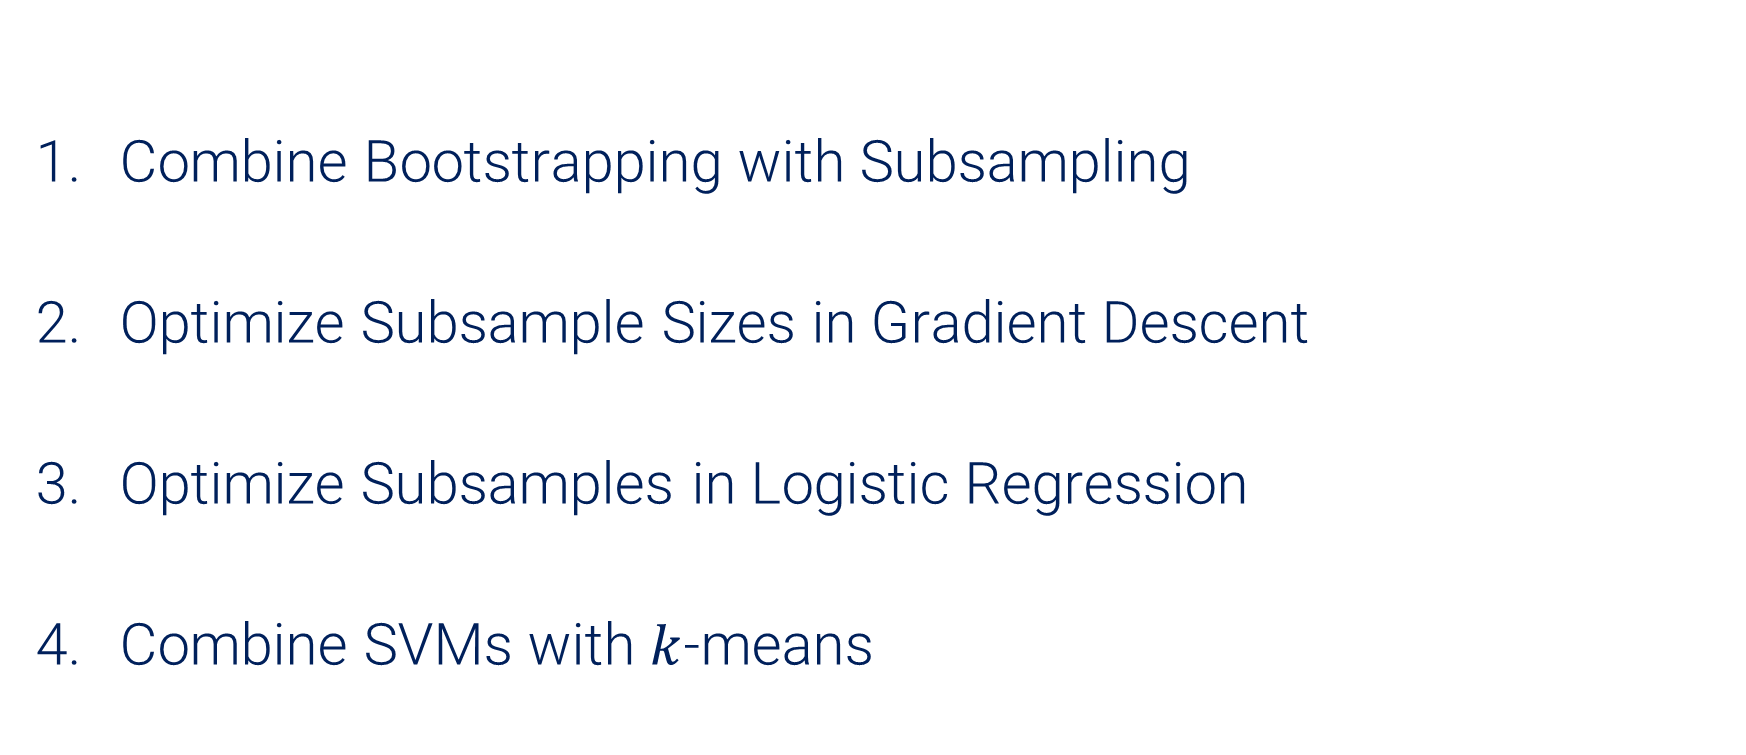 1. Combine Bootstrapping with Subsampling
2. Optimize Subsample Sizes in Gradient Descent
3. Optimize Subsamples in Logistic Regression
4. Combine SVMs with k-means